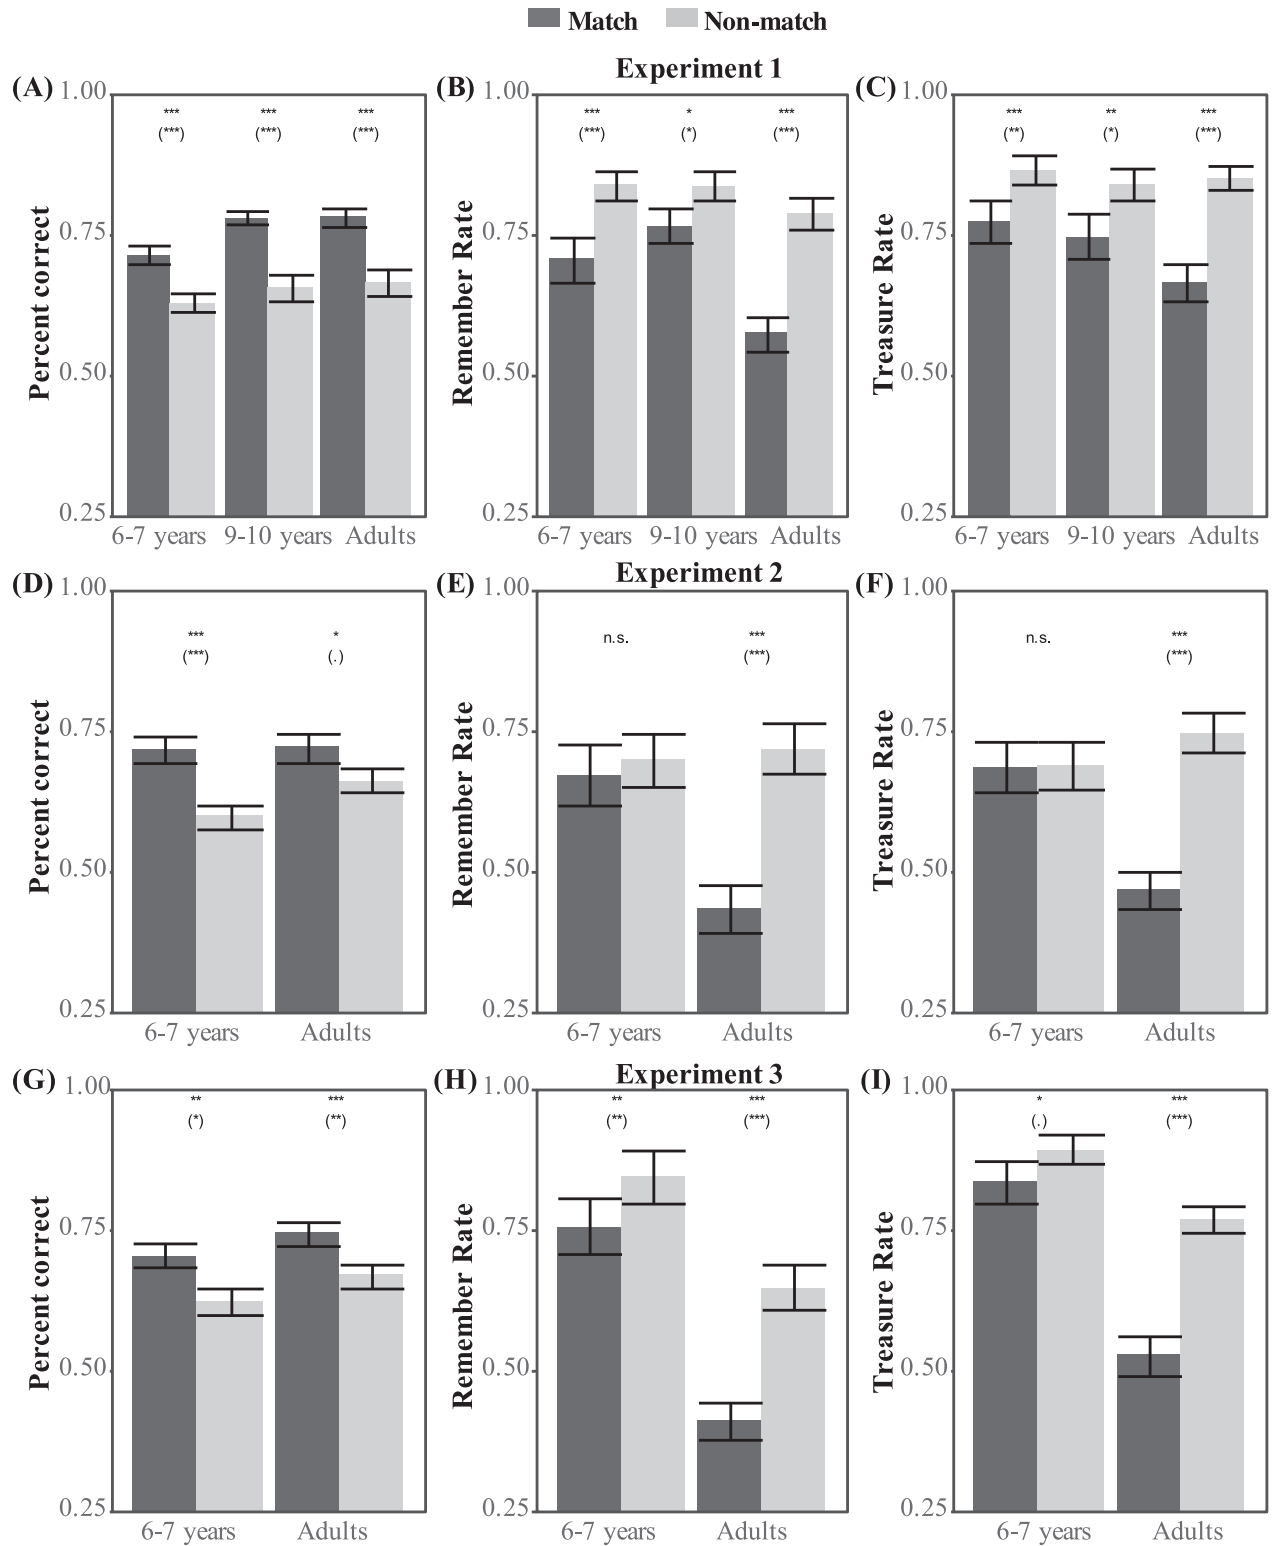 Match Non-match
Experiment 1
(A) 1.00 0.75 0.50 0.25
Percent correct
*** *** ***
(***) (***) (***)
6-7 years 9-10 years Adults
(B) 1.00 0.75 0.50 0.25
Remember Rate
*** * ***
(***) (*) (***)
6-7 years 9-10 years Adults
(C) 1.00 0.75 0.50 0.25
Treasure Rate
*** ** ***
(**) (*) (***)
6-7 years 9-10 years Adults
Experiment 2
(D) 1.00 0.75 0.50 0.25
Percent correct
*** *
(***) (.)
6-7 years Adults
(E) 1.00 0.75 0.50 0.25
Remember Rate
n.s. ***
(***)
6-7 years Adults
(F) 1.00 0.75 0.50 0.25
Treasure Rate
n.s. ***
(***)
6-7 years Adults
Experiment 3
(G) 1.00 0.75 0.50 0.25
Percent correct
** ***
(*) (**)
6-7 years Adults
(H) 1.00 0.75 0.50 0.25
Remember Rate
** ***
(**) (***)
6-7 years Adults
(I) 1.00 0.75 0.50 0.25
Treasure Rate
* ***
(.) (***)
6-7 years Adults